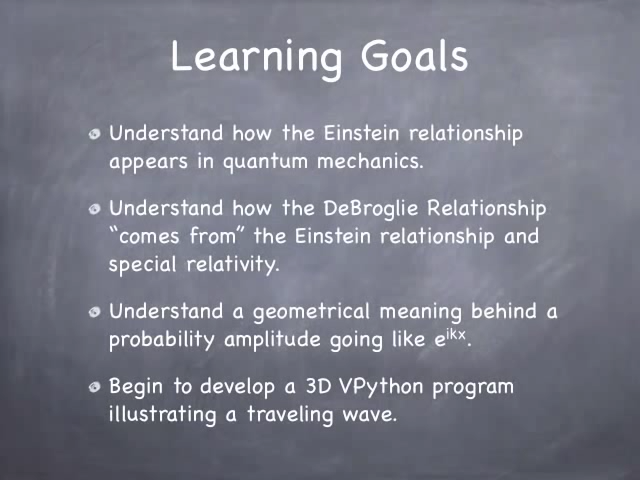 Learning Goals
Understand how the Einstein relationship
appears in quantum mechanics.
Understand how the DeBroglie Relationship
“comes from” the Einstein relationship and
special relativity.
Understand a geometrical meaning behind a
probability amplitude going like eⁱᵏˣ.
Begin to develop a 3D VPython program
illustrating a traveling wave.